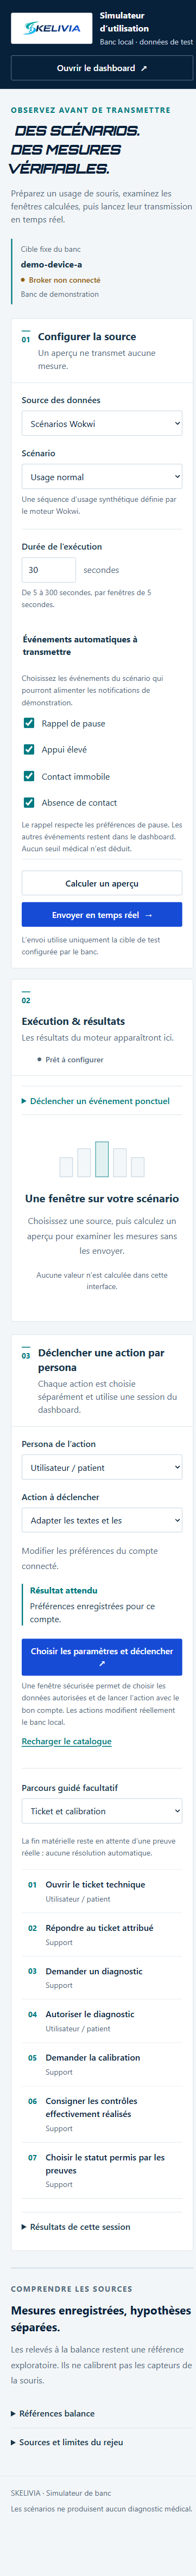 SKELIVIA
Simulateur
d'utilisation
Banc local · données de test
Ouvrir le dashboard ↗
OBSERVEZ AVANT DE TRANSMETTRE
DES SCÉNARIOS.
DES MESURES
VÉRIFIABLES.
Préparez un usage de souris, examinez les
fenêtres calculées, puis lancez leur transmission
en temps réel.
Cible fixe du banc
demo-device-a
Broker non connecté
Banc de demonstration
01
Configurer la source
Un aperçu ne transmet aucune
mesure.
Source des données
Scénarios Wokwi
Scénario
Usage normal
Une séquence d'usage synthétique définie par
le moteur Wokwi.
Durée de l'exécution
30 secondes
De 5 à 300 secondes, par fenêtres de 5
secondes.
Événements automatiques à
transmettre
Choisissez les événements du scénario qui
pourront alimenter les notifications de
démonstration.
Rappel de pause
Appui élevé
Contact immobile
Absence de contact
Le rappel respecte les préférences de pause. Les
autres événements restent dans le dashboard.
Aucun seuil médical n'est déduit.
Calculer un aperçu
Envoyer en temps réel →
L'envoi utilise uniquement la cible de test
configurée par le banc.
02
Exécution & résultats
Les résultats du moteur apparaîtront ici.
Prêt à configurer
Déclencher un événement ponctuel
Une fenêtre sur votre scénario
Choisissez une source, puis calculez un
aperçu pour examiner les mesures sans
les envoyer.
Aucune valeur n'est calculée dans cette
interface.
03
Déclencher une action par
persona
Chaque action est choisie
séparément et utilise une session du
dashboard.
Persona de l'action
Utilisateur / patient
Action à déclencher
Adapter les textes et les
Modifier les préférences du compte
connecté.
Résultat attendu
Préférences enregistrées pour ce
compte.
Choisir les paramètres et déclencher
↗
Une fenêtre sécurisée permet de choisir les
données autorisées et de lancer l'action avec le
bon compte. Les actions modifient réellement
le banc local.
Recharger le catalogue
Parcours guidé facultatif
Ticket et calibration
La fin matérielle reste en attente d'une preuve
réelle : aucune résolution automatique.
01 Ouvrir le ticket technique
Utilisateur / patient
02 Répondre au ticket attribué
Support
03 Demander un diagnostic
Support
04 Autoriser le diagnostic
Utilisateur / patient
05 Demander la calibration
Support
06 Consigner les contrôles
effectivement réalisés
Support
07 Choisir le statut permis par les
preuves
Support
Résultats de cette session
COMPRENDRE LES SOURCES
Mesures enregistrées, hypothèses
séparées.
Les relevés à la balance restent une référence
exploratoire. Ils ne calibrent pas les capteurs de
la souris.
Références balance
Sources et limites du rejeu
SKELIVIA · Simulateur de banc
Les scénarios ne produisent aucun diagnostic médical.